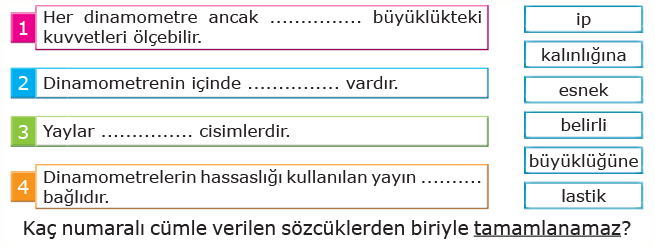 1 Her dinamometre ancak ............... büyüklükteki
kuvvetleri ölçebilir.
2 Dinamometrenin içinde ............... vardır.
3 Yaylar ............... cisimlerdir.
4 Dinamometrelerin hassaslığı kullanılan yayın ..........
bağlıdır.
ip
kalınlığına
esnek
belirli
büyüklüğüne
lastik
Kaç numaralı cümle verilen sözcüklerden biriyle tamamlanamaz?